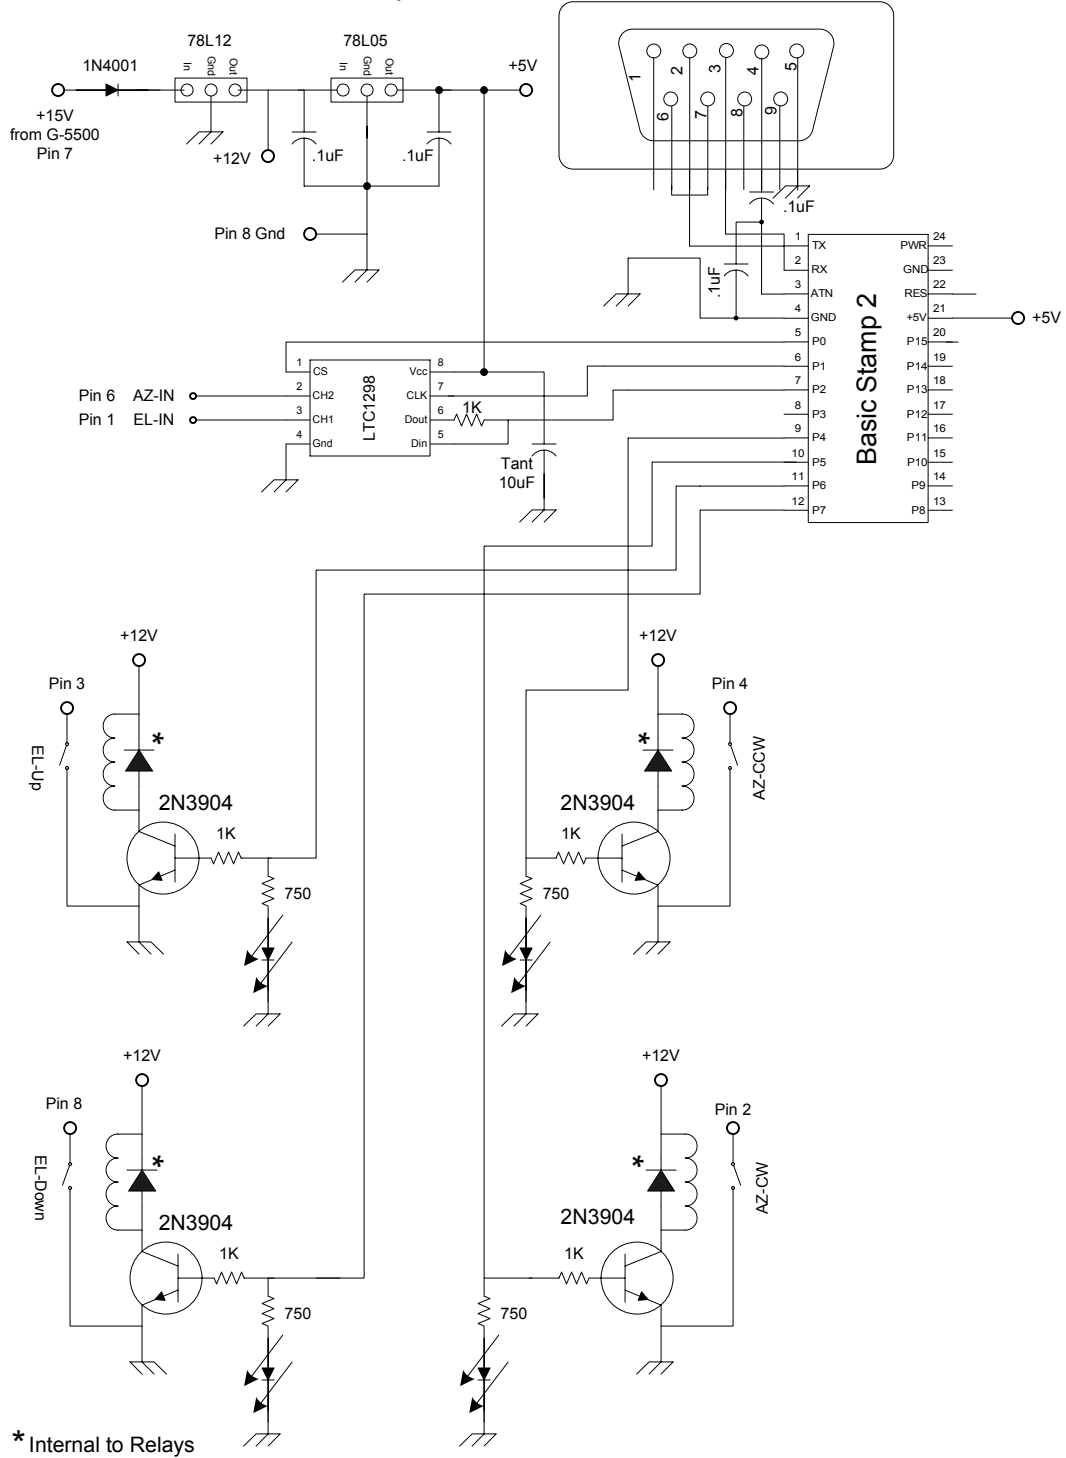 78L12
78L05
1N4001
In
Gnd
Out
In
Gnd
Out
+5V
+15V
from G-5500
Pin 7
+12V
.1uF
.1uF
Pin 8 Gnd
1
2
3
4
5
6
7
8
9
.1uF
.1uF
Basic Stamp 2
1 TX
2 RX
3 ATN
4 GND
5 P0
6 P1
7 P2
8 P3
9 P4
10 P5
11 P6
12 P7
PWR 24
GND 23
RES 22
+5V 21
P15 20
P14 19
P13 18
P12 17
P11 16
P10 15
P9 14
P8 13
+5V
LTC1298
1 CS
2 CH2
3 CH1
4 Gnd
Vcc 8
CLK 7
Dout 6
Din 5
Pin 6 AZ-IN
Pin 1 EL-IN
1K
Tant
10uF
+12V
Pin 3
EL-Up
*
2N3904
1K
750
+12V
Pin 4
AZ-CCW
*
2N3904
1K
750
+12V
Pin 8
EL-Down
*
2N3904
1K
750
+12V
Pin 2
AZ-CW
*
2N3904
1K
750
* Internal to Relays